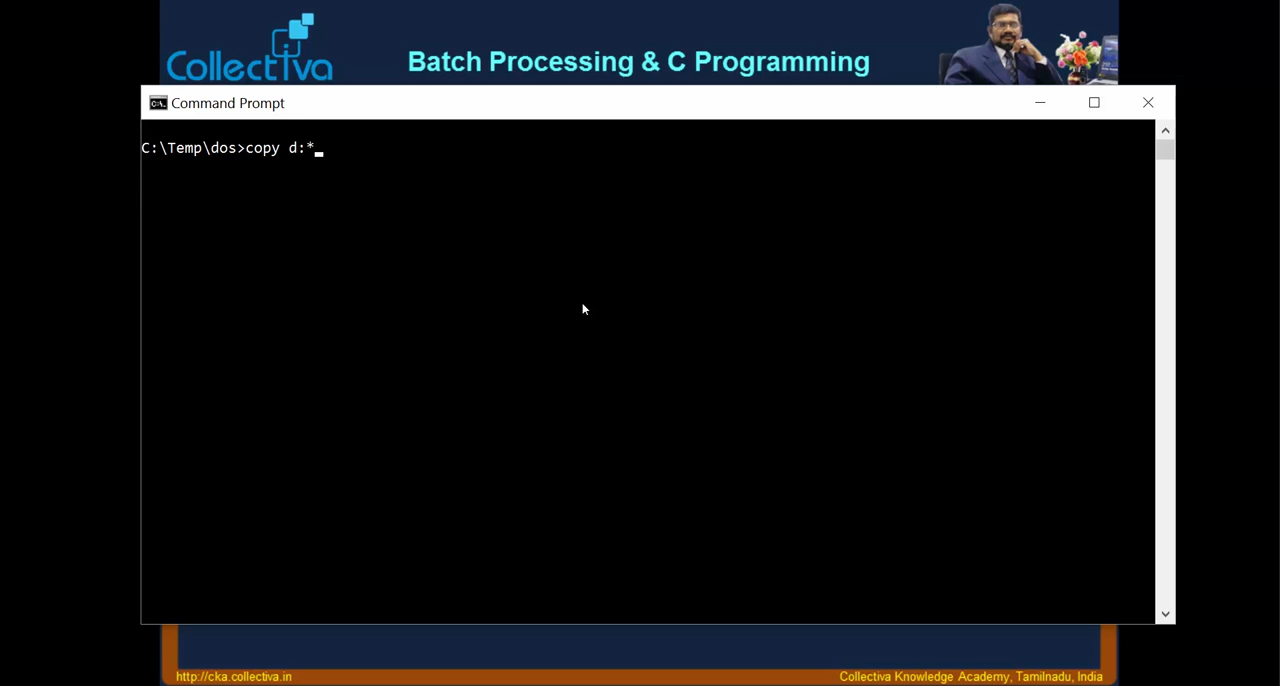 Collectiva
Batch Processing & C Programming
Command Prompt
C:\Temp\dos>copy d:*
http://cka.collectiva.in
Collectiva Knowledge Academy, Tamilnadu, India